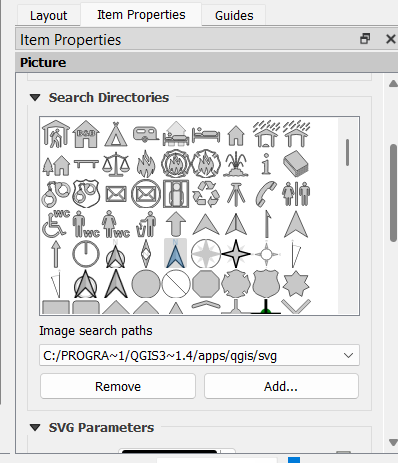 Layout
Item Properties
Guides
Item Properties
Picture
Search Directories
B&B
i
WC
WC
WC
Image search paths
C:/PROGRA~1/QGIS3~1.4/apps/qgis/svg
Remove
Add...
SVG Parameters